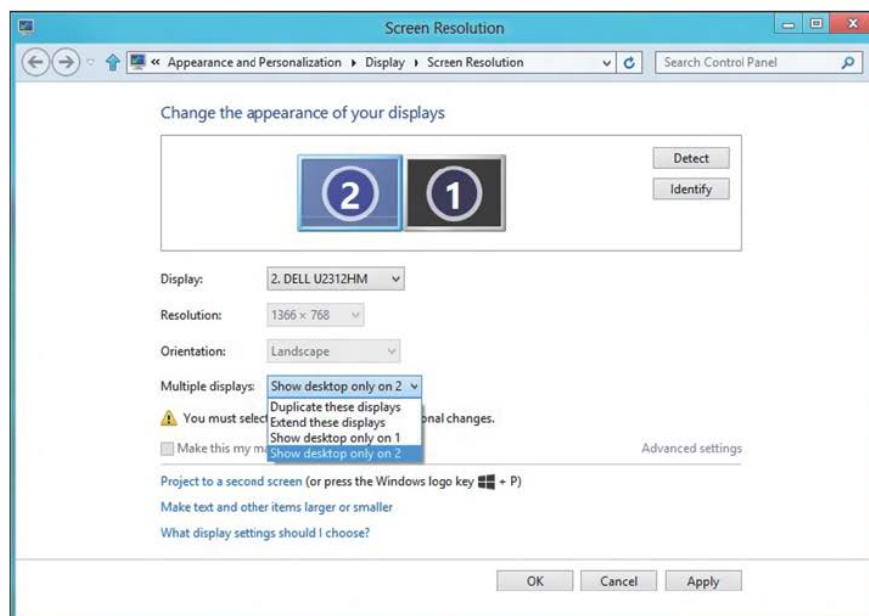 Screen Resolution
« Appearance and Personalization ▸ Display ▸ Screen Resolution
Search Control Panel
Change the appearance of your displays
2
1
Detect
Identify
Display:
2. DELL U2312HM
Resolution:
1366 × 768
Orientation:
Landscape
Multiple displays:
Show desktop only on 2
Duplicate these displays
Extend these displays
Show desktop only on 1
Show desktop only on 2
You must select onal changes.
Make this my
Advanced settings
Project to a second screen (or press the Windows logo key + P)
Make text and other items larger or smaller
What display settings should I choose?
OK
Cancel
Apply